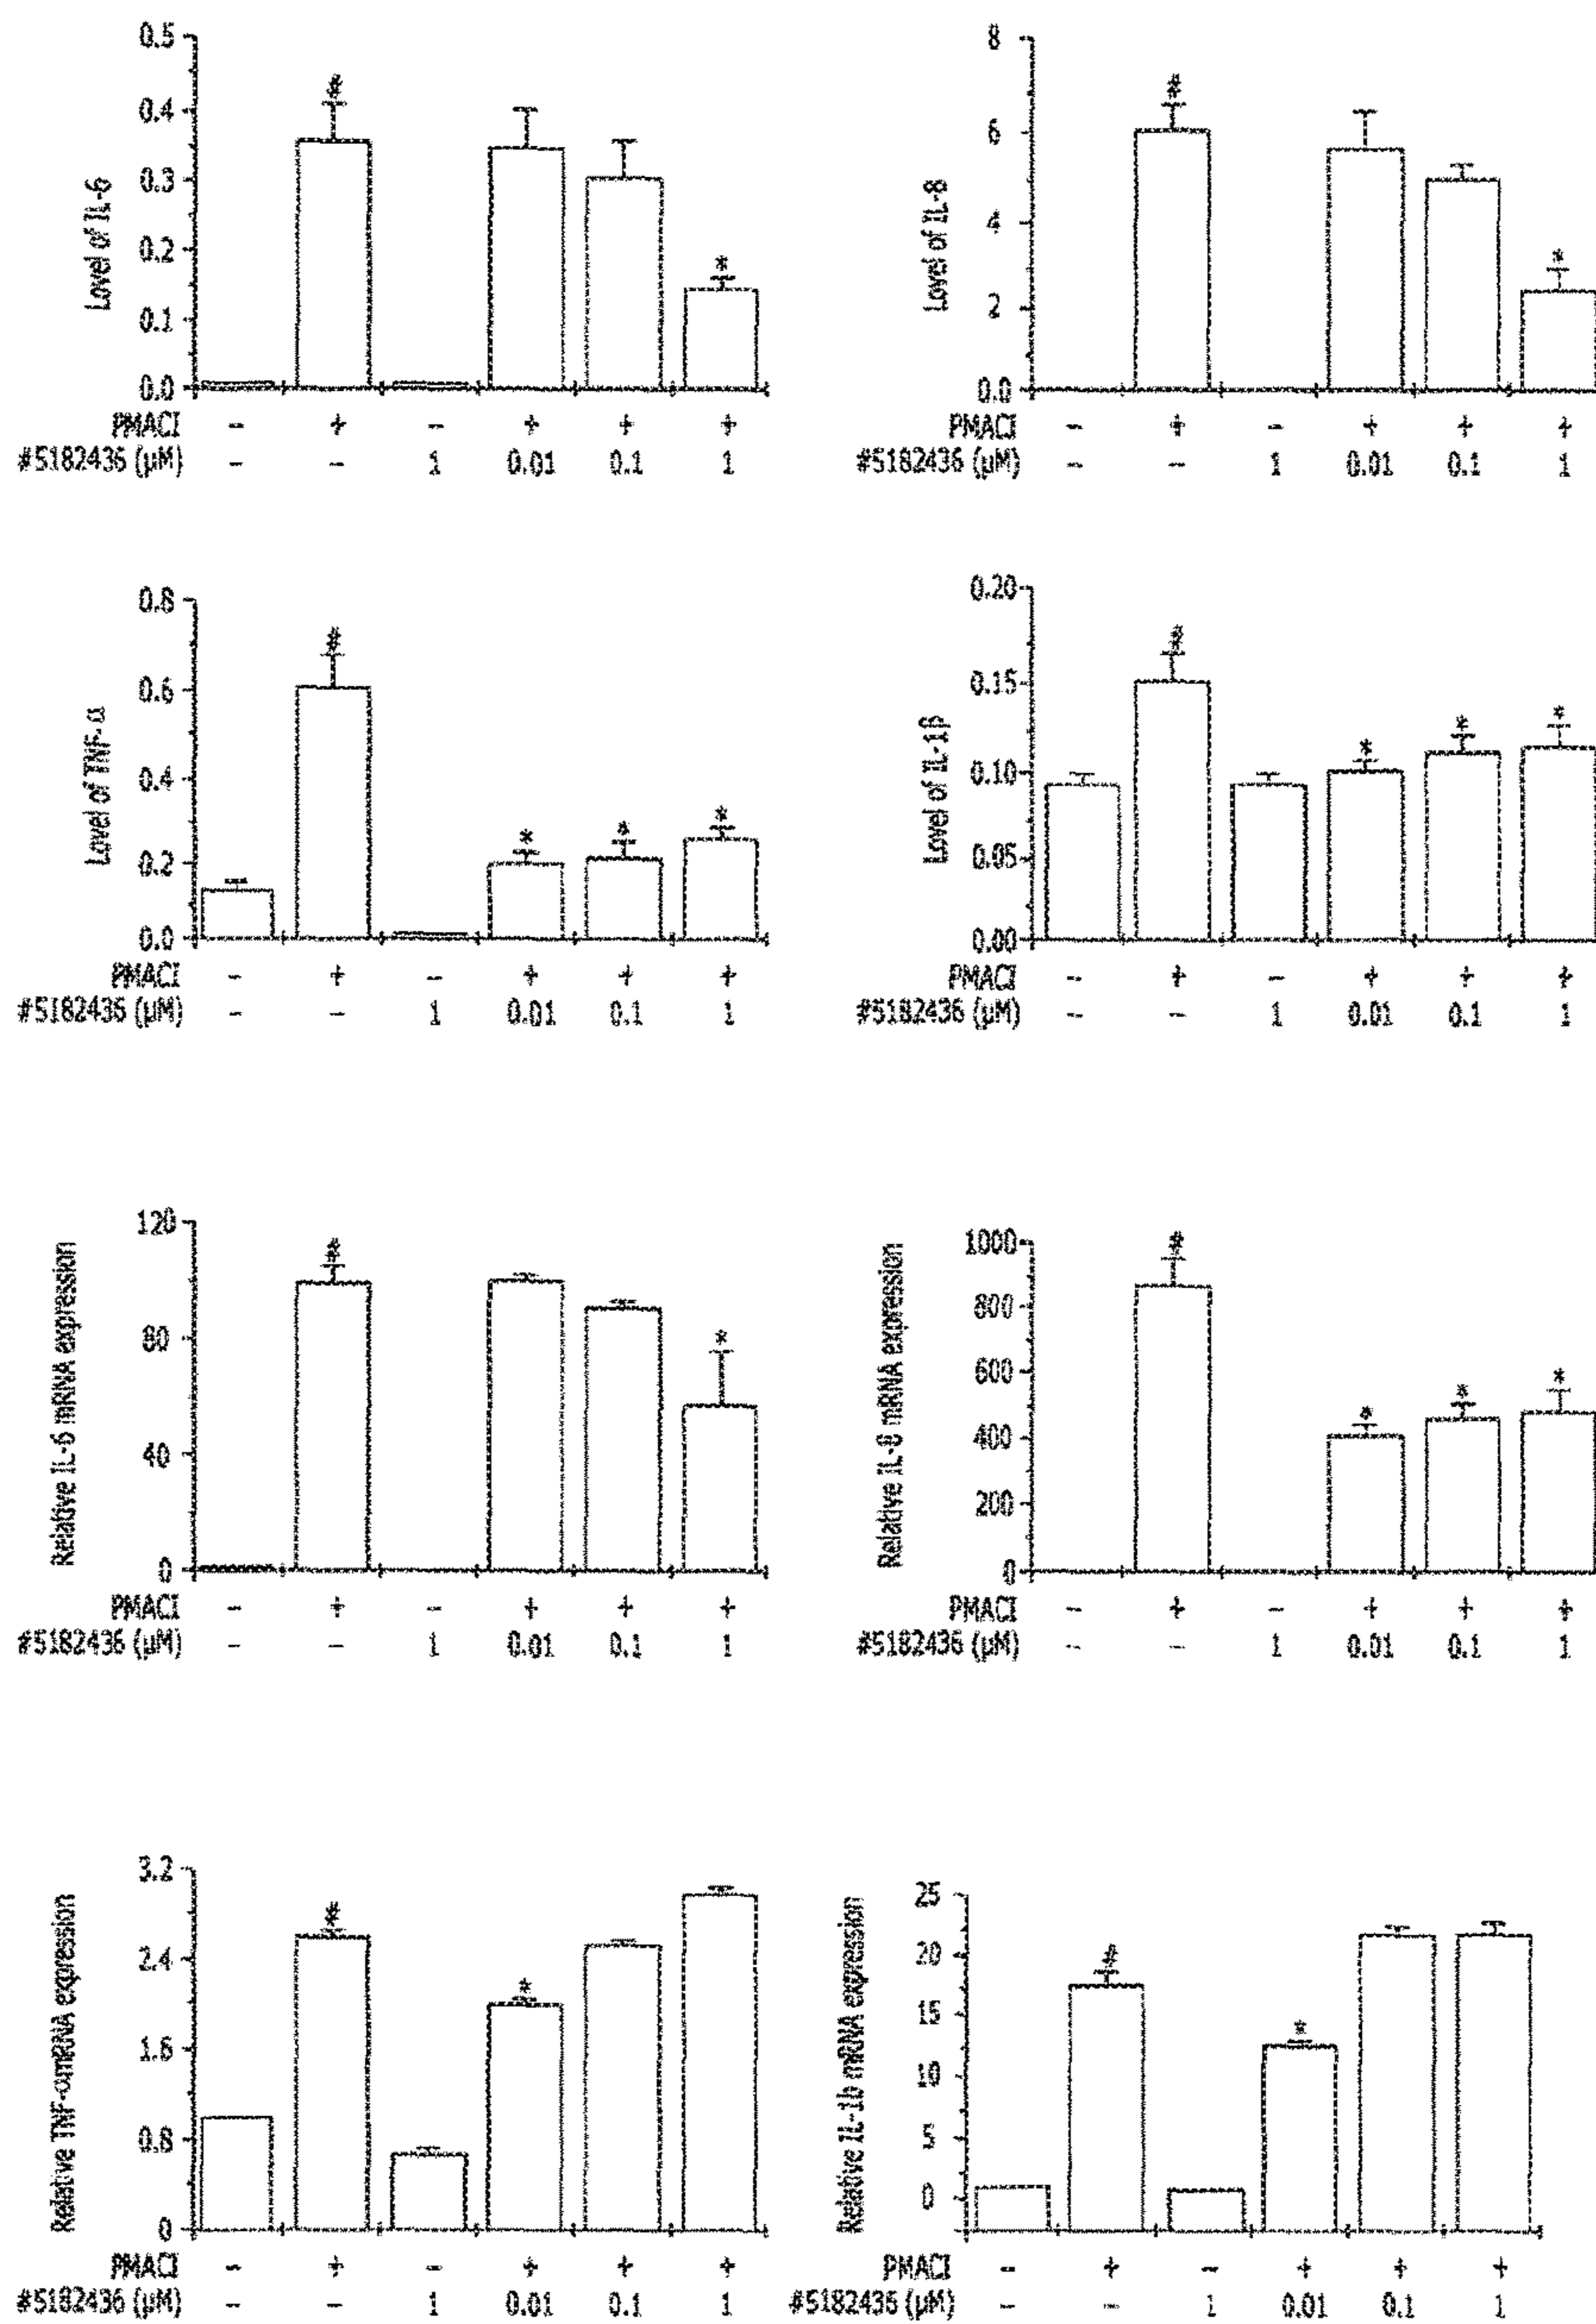 0.5
0.4
0.3
0.2
0.1
0.0
Level of IL-6
#
*
PMACI - + - + + +
#5182436 (µM) - - 1 0.01 0.1 1
8
6
4
2
0.0
Level of IL-8
#
*
PMACI - + - + + +
#5182436 (µM) - - 1 0.01 0.1 1
0.8
0.6
0.4
0.2
0.0
Level of TNF-α
#
* * *
PMACI - + - + + +
#5182436 (µM) - - 1 0.01 0.1 1
0.20
0.15
0.10
0.05
0.00
Level of IL-1β
#
* * *
PMACI - + - + + +
#5182436 (µM) - - 1 0.01 0.1 1
120
80
40
0
Relative IL-6 mRNA expression
#
*
PMACI - + - + + +
#5182436 (µM) - - 1 0.01 0.1 1
1000
800
600
400
200
0
Relative IL-8 mRNA expression
#
* * *
PMACI - + - + + +
#5182436 (µM) - - 1 0.01 0.1 1
3.2
2.4
1.6
0.8
0
Relative TNF-αmRNA expression
#
*
PMACI - + - + + +
#5182436 (µM) - - 1 0.01 0.1 1
25
20
15
10
5
0
Relative IL-1b mRNA expression
#
*
PMACI - + - + + +
#5182436 (µM) - - 1 0.01 0.1 1